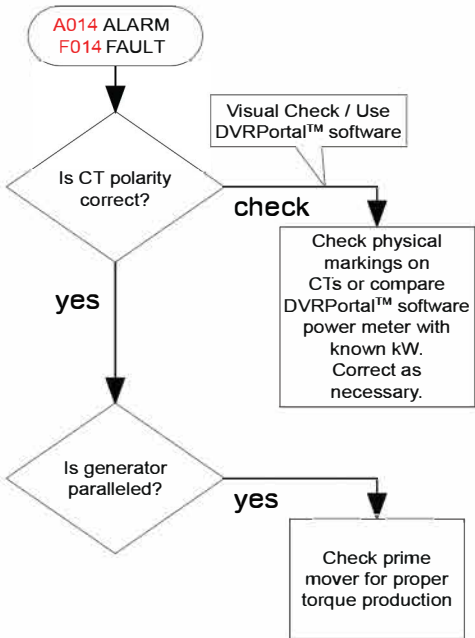 A014 ALARM
F014 FAULT
Visual Check / Use
DVRPortal™ software
Is CT polarity
correct?
check
Check physical
markings on
CTs or compare
DVRPortal™ software
power meter with
known kW.
Correct as
necessary.
yes
Is generator
paralleled?
yes
Check prime
mover for proper
torque production